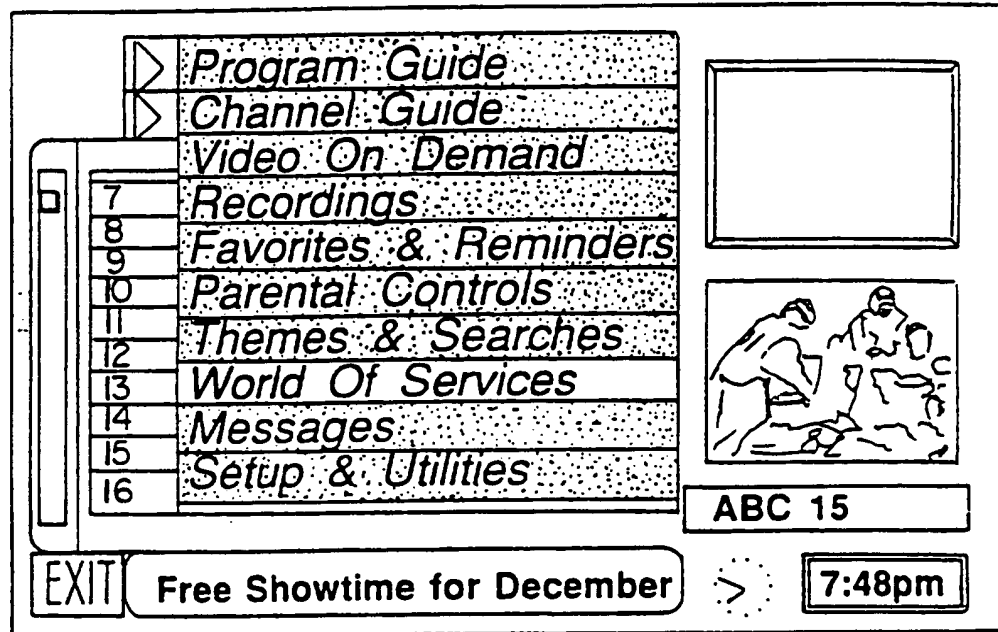 Program Guide
Channel Guide
Video On Demand
7 Recordings
8
9 Favorites & Reminders
10 Parental Controls
11
12 Themes & Searches
13 World Of Services
14 Messages
15
16 Setup & Utilities
ABC 15
EXIT Free Showtime for December 7:48pm